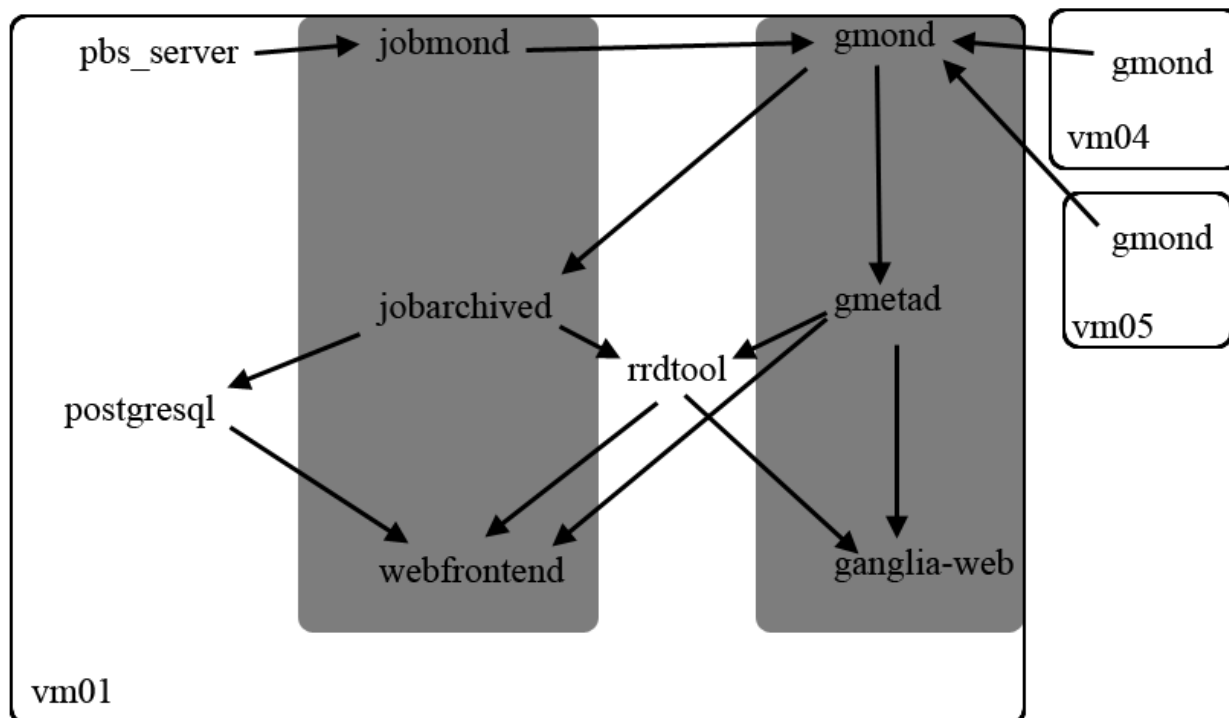 pbs_server
jobmond
gmond
gmond
vm04
gmond
vm05
jobarchived
gmetad
rrdtool
postgresql
webfrontend
ganglia-web
vm01